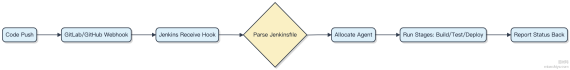 Code Push
GitLab/GitHub Webhook
Jenkins Receive Hook
Parse Jenkinsfile
Allocate Agent
Run Stages: Build/Test/Deploy
Report Status Back